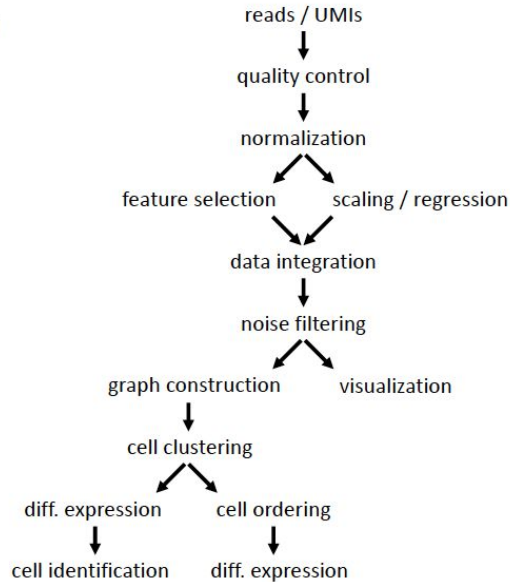 reads / UMIs
quality control
normalization
feature selection
scaling / regression
data integration
noise filtering
graph construction
visualization
cell clustering
diff. expression
cell ordering
cell identification
diff. expression